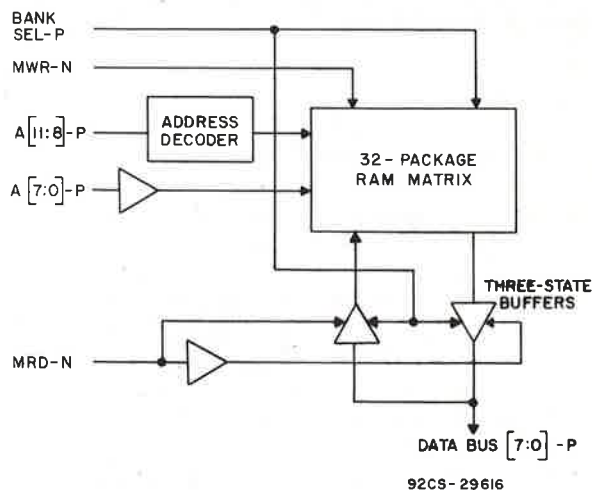 BANK
SEL-P
MWR-N
A [11:8]-P
ADDRESS
DECODER
A [7:0]-P
32-PACKAGE
RAM MATRIX
THREE-STATE
BUFFERS
MRD-N
DATA BUS [7:0] -P
92CS-29616